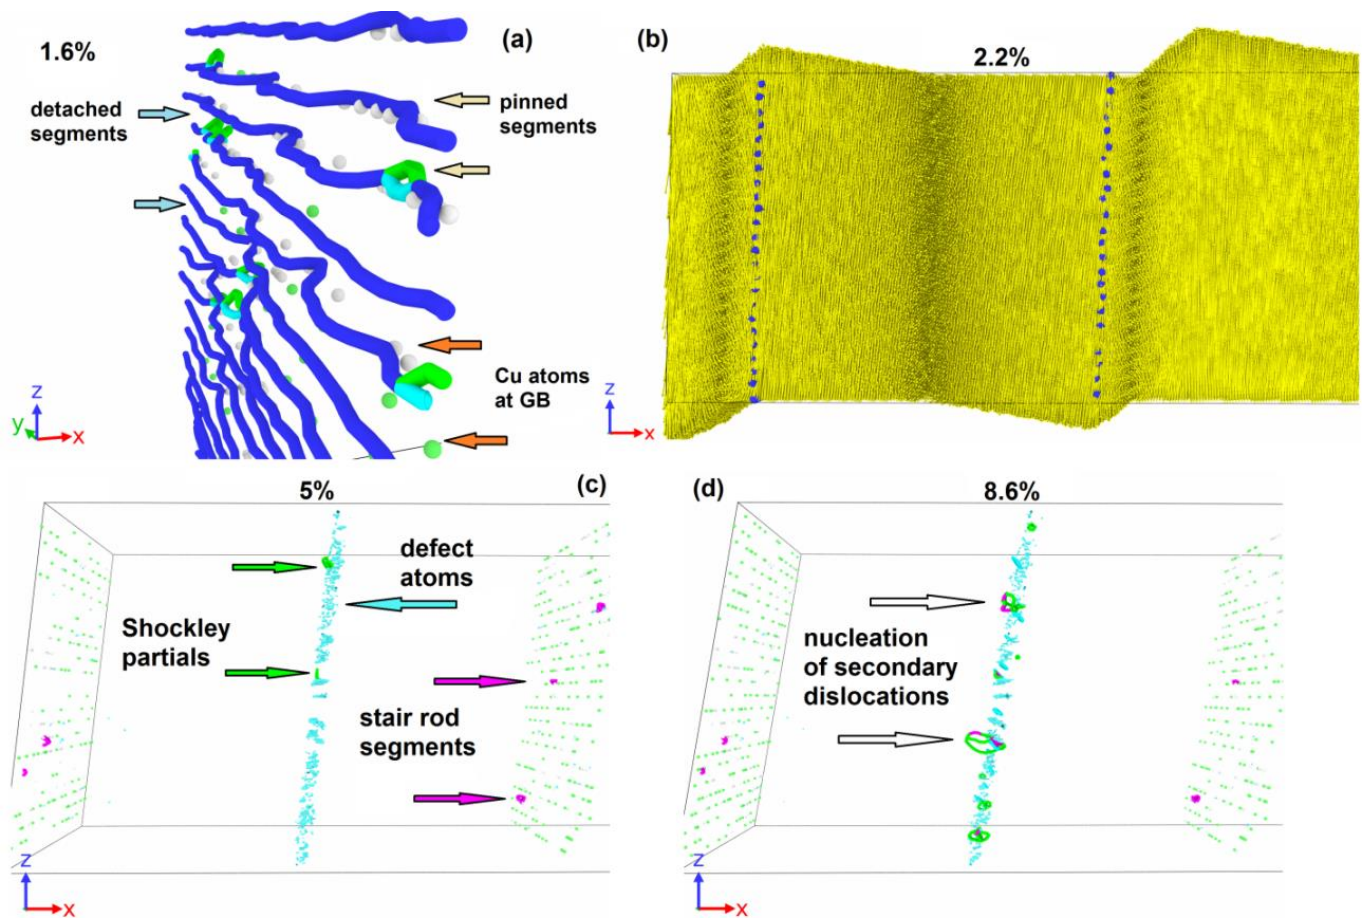 1.6%
(a)
detached
segments
pinned
segments
Cu atoms
at GB
z
y
x
(b)
2.2%
z
x
5%
(c)
defect
atoms
Shockley
partials
stair rod
segments
z
x
(d)
8.6%
nucleation
of secondary
dislocations
z
x